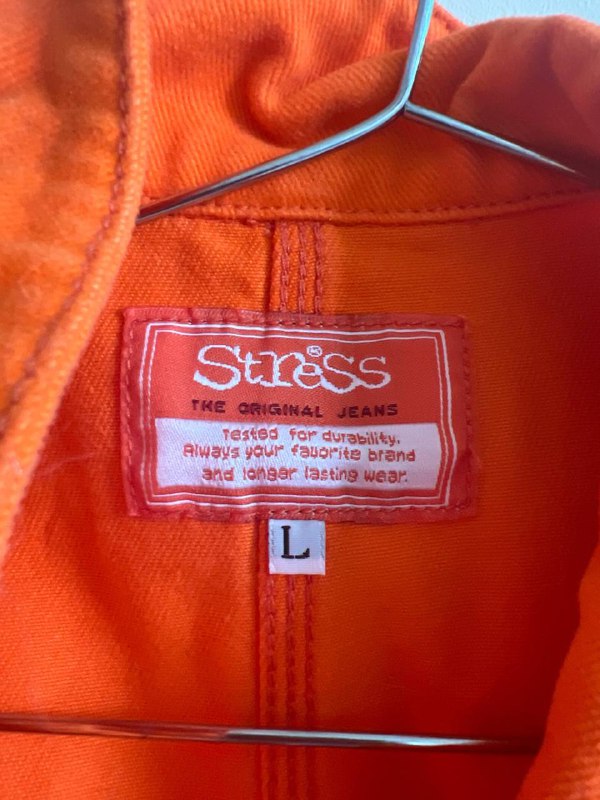 Stress®
THE ORIGINAL JEANS
Tested for durability.
Always your favorite brand
and longer lasting wear.
L